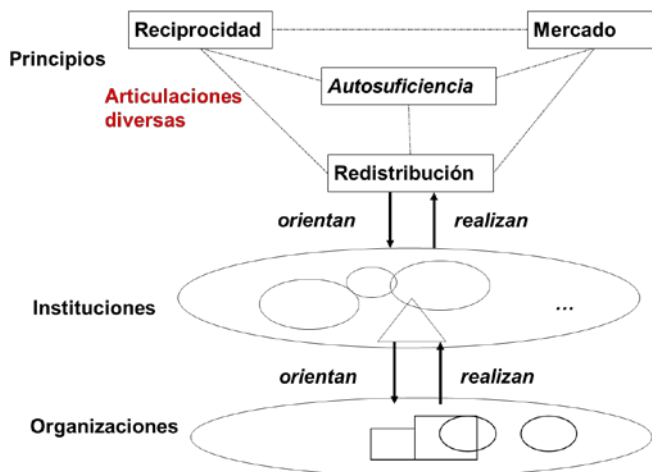 Reciprocidad
Mercado
Principios
Autosuficiencia
Articulaciones
diversas
Redistribución
orientan
realizan
Instituciones
...
orientan
realizan
Organizaciones